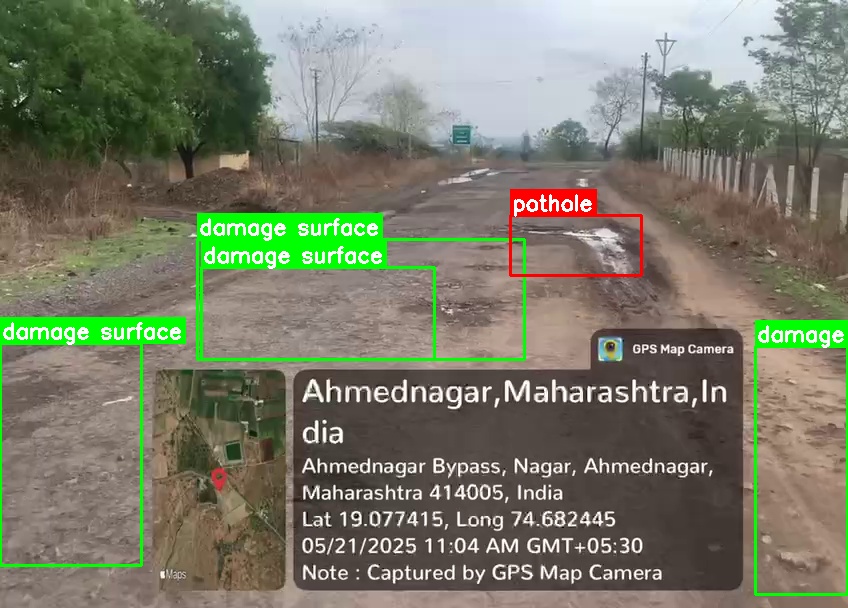 pothole
damage surface
damage surface
damage surface
damage
GPS Map Camera
Ahmednagar,Maharashtra,In
dia
Ahmednagar Bypass, Nagar, Ahmednagar,
Maharashtra 414005, India
Lat 19.077415, Long 74.682445
05/21/2025 11:04 AM GMT+05:30
Note : Captured by GPS Map Camera
Maps